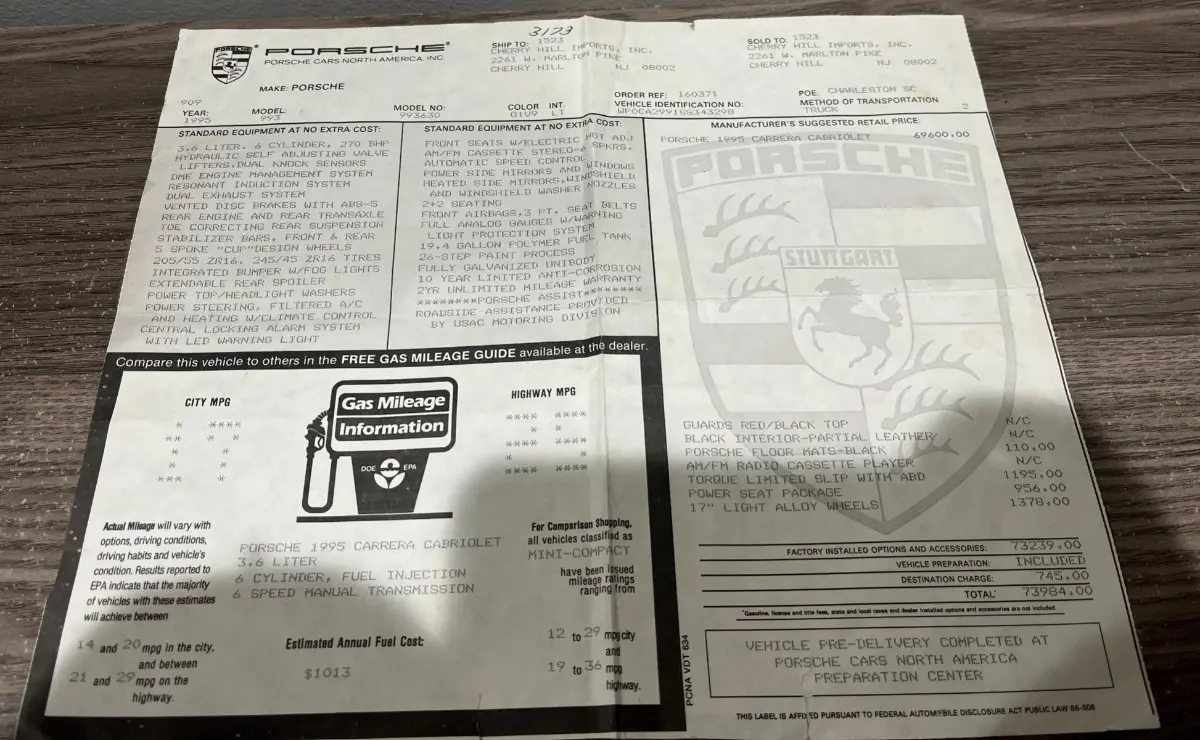 3173
PORSCHE
PORSCHE
PORSCHE CARS NORTH AMERICA, INC.
SHIP TO: 1523
CHERRY HILL IMPORTS, INC.
2261 W. MARLTON PIKE
CHERRY HILL NJ 08002
SOLD TO: 1523
CHERRY HILL IMPORTS, INC.
2261 W. MARLTON PIKE
CHERRY HILL NJ 08002
MAKE: PORSCHE
909
YEAR: 1995
MODEL: 993
MODEL NO: 993630
COLOR INT.
G1V9 LT
ORDER REF: 160371
VEHICLE IDENTIFICATION NO:
WP0CA2991SS343298
POE: CHARLESTON SC
METHOD OF TRANSPORTATION
TRUCK 2
STANDARD EQUIPMENT AT NO EXTRA COST:
3.6 LITER, 6 CYLINDER, 270 BHP
HYDRAULIC SELF ADJUSTING VALVE
LIFTERS,DUAL KNOCK SENSORS
DME ENGINE MANAGEMENT SYSTEM
RESONANT INDUCTION SYSTEM
DUAL EXHAUST SYSTEM
VENTED DISC BRAKES WITH ABS-5
REAR ENGINE AND REAR TRANSAXLE
TOE CORRECTING REAR SUSPENSION
STABILIZER BARS, FRONT & REAR
5 SPOKE "CUP"DESIGN WHEELS
205/55 ZR16, 245/45 ZR16 TIRES
INTEGRATED BUMPER W/FOG LIGHTS
EXTENDABLE REAR SPOILER
POWER TOP/HEADLIGHT WASHERS
POWER STEERING, FILTERED A/C
AND HEATING W/CLIMATE CONTROL
CENTRAL LOCKING ALARM SYSTEM
WITH LED WARNING LIGHT
STANDARD EQUIPMENT AT NO EXTRA COST:
FRONT SEATS W/ELECTRIC HGT ADJ
AM/FM CASSETTE STEREO-6 SPKRS.
AUTOMATIC SPEED CONTROL
POWER SIDE MIRRORS AND WINDOWS
HEATED SIDE MIRRORS,WINDSHIELD
AND WINDSHIELD WASHER NOZZLES
2+2 SEATING
FRONT AIRBAGS,3 PT. SEAT BELTS
FULL ANALOG GAUGES W/WARNING
LIGHT PROTECTION SYSTEM
19.4 GALLON POLYMER FUEL TANK
26-STEP PAINT PROCESS
FULLY GALVANIZED UNIBODY
10 YEAR LIMITED ANTI-CORROSION
2YR UNLIMITED MILEAGE WARRANTY
********PORSCHE ASSIST********
ROADSIDE ASSISTANCE PROVIDED
BY USAC MOTORING DIVISION
MANUFACTURER'S SUGGESTED RETAIL PRICE:
PORSCHE 1995 CARRERA CABRIOLET 69600.00
PORSCHE
STUTTGART
GUARDS RED/BLACK TOP N/C
BLACK INTERIOR-PARTIAL LEATHER N/C
PORSCHE FLOOR MATS-BLACK 110.00
AM/FM RADIO CASSETTE PLAYER N/C
TORQUE LIMITED SLIP WITH ABD 1195.00
POWER SEAT PACKAGE 956.00
17" LIGHT ALLOY WHEELS 1378.00
FACTORY INSTALLED OPTIONS AND ACCESSORIES: 73239.00
VEHICLE PREPARATION: INCLUDED
DESTINATION CHARGE: 745.00
TOTAL* 73984.00
*Gasoline, license and title fees, state and local taxes and dealer installed options and accessories are not included.
VEHICLE PRE-DELIVERY COMPLETED AT
PORSCHE CARS NORTH AMERICA
PREPARATION CENTER
PCNA VDT 634
THIS LABEL IS AFFIXED PURSUANT TO FEDERAL AUTOMOBILE DISCLOSURE ACT PUBLIC LAW 85-506
Compare this vehicle to others in the FREE GAS MILEAGE GUIDE available at the dealer.
CITY MPG
HIGHWAY MPG
Gas Mileage
Information
DOE EPA
Actual Mileage will vary with
options, driving conditions,
driving habits and vehicle's
condition. Results reported to
EPA indicate that the majority
of vehicles with these estimates
will achieve between
14 and 20 mpg in the city,
and between
21 and 29 mpg on the
highway.
PORSCHE 1995 CARRERA CABRIOLET
3.6 LITER
6 CYLINDER, FUEL INJECTION
6 SPEED MANUAL TRANSMISSION
Estimated Annual Fuel Cost:
$1013
For Comparison Shopping,
all vehicles classified as
MINI-COMPACT
have been issued
mileage ratings
ranging from
12 to 29 mpg city
and
19 to 36 mpg
highway.